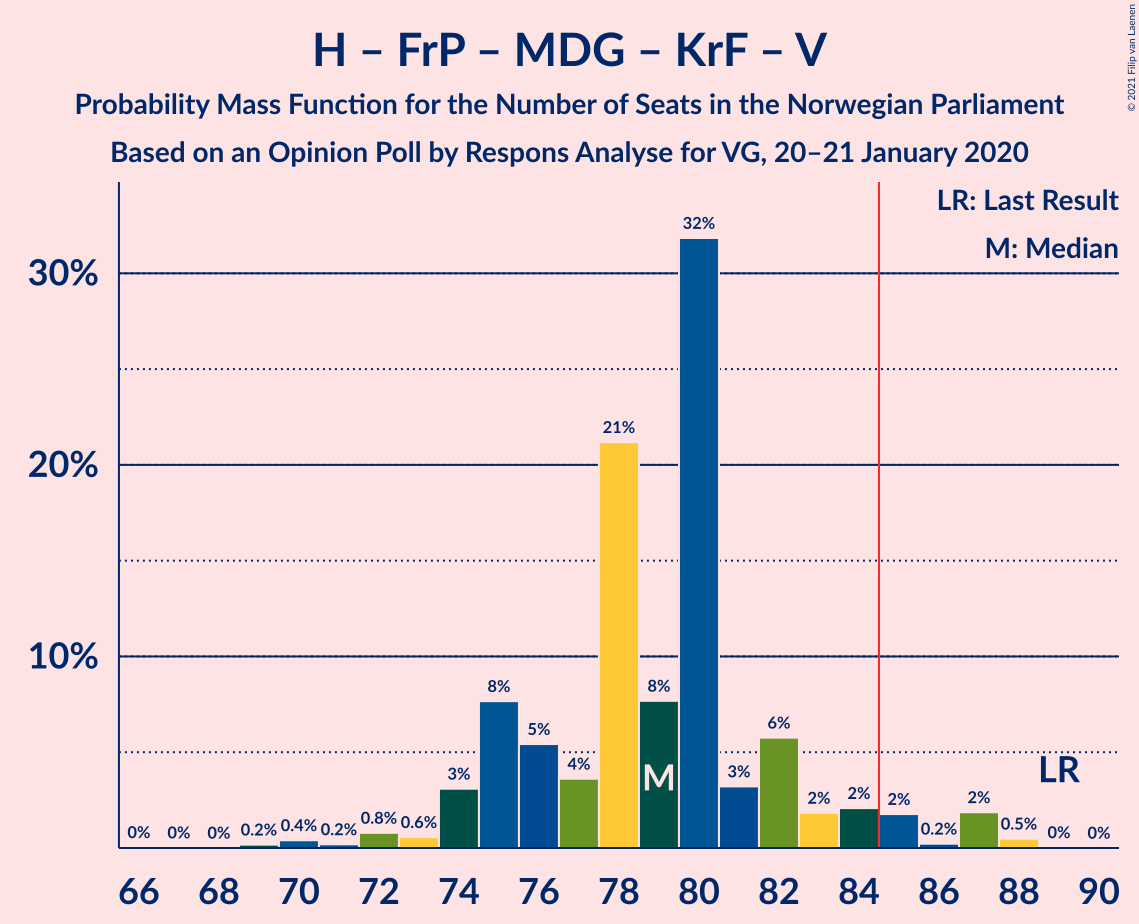 H – FrP – MDG – KrF – V
Probability Mass Function for the Number of Seats in the Norwegian Parliament
Based on an Opinion Poll by Respons Analyse for VG, 20–21 January 2020
© 2021 Filip van Laenen
LR: Last Result
M: Median
30%
20%
10%
0% 0% 0% 0.2% 0.4% 0.2% 0.8% 0.6% 3% 8% 5% 4% 21% 8% 32% 3% 6% 2% 2% 2% 0.2% 2% 0.5% 0% 0%
M
LR
66 68 70 72 74 76 78 80 82 84 86 88 90